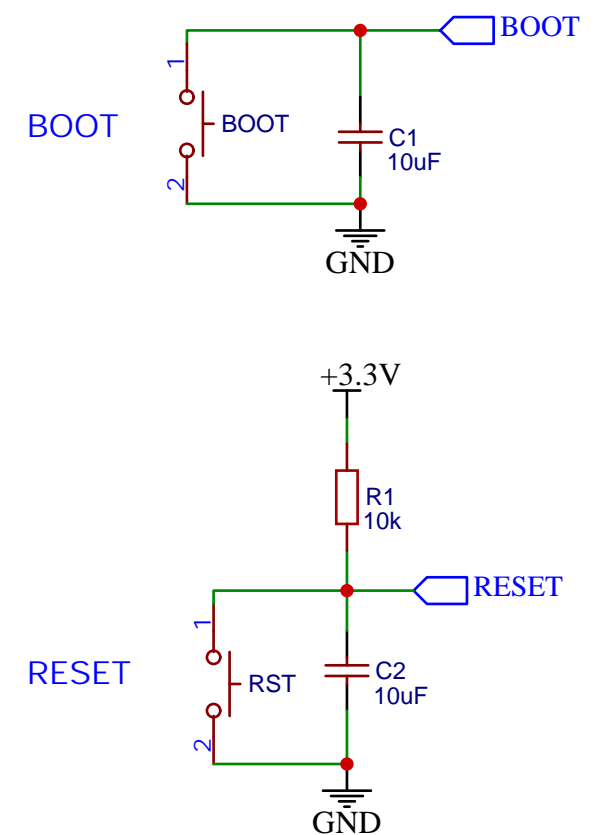 BOOT
1
BOOT
BOOT
C1
10uF
2
GND
+3.3V
R1
10k
RESET
1
RESET
RST
C2
10uF
2
GND